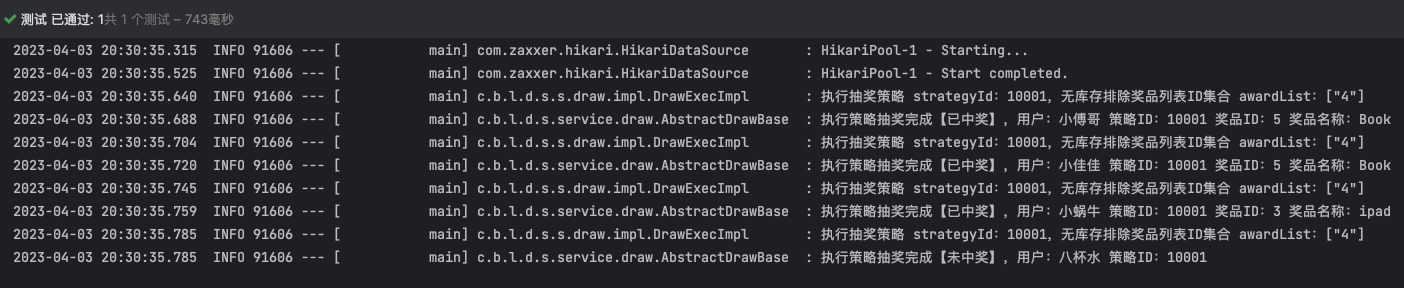 测试 已通过: 1共 1 个测试 – 743毫秒
2023-04-03 20:30:35.315  INFO 91606 --- [           main] com.zaxxer.hikari.HikariDataSource       : HikariPool-1 - Starting...
2023-04-03 20:30:35.525  INFO 91606 --- [           main] com.zaxxer.hikari.HikariDataSource       : HikariPool-1 - Start completed.
2023-04-03 20:30:35.640  INFO 91606 --- [           main] c.b.l.d.s.s.draw.impl.DrawExecImpl       : 执行抽奖策略 strategyId：10001，无库存排除奖品列表ID集合 awardList：["4"]
2023-04-03 20:30:35.688  INFO 91606 --- [           main] c.b.l.d.s.service.draw.AbstractDrawBase  : 执行策略抽奖完成【已中奖】，用户：小傅哥 策略ID：10001 奖品ID：5 奖品名称：Book
2023-04-03 20:30:35.704  INFO 91606 --- [           main] c.b.l.d.s.s.draw.impl.DrawExecImpl       : 执行抽奖策略 strategyId：10001，无库存排除奖品列表ID集合 awardList：["4"]
2023-04-03 20:30:35.720  INFO 91606 --- [           main] c.b.l.d.s.service.draw.AbstractDrawBase  : 执行策略抽奖完成【已中奖】，用户：小佳佳 策略ID：10001 奖品ID：5 奖品名称：Book
2023-04-03 20:30:35.745  INFO 91606 --- [           main] c.b.l.d.s.s.draw.impl.DrawExecImpl       : 执行抽奖策略 strategyId：10001，无库存排除奖品列表ID集合 awardList：["4"]
2023-04-03 20:30:35.759  INFO 91606 --- [           main] c.b.l.d.s.service.draw.AbstractDrawBase  : 执行策略抽奖完成【已中奖】，用户：小蜗牛 策略ID：10001 奖品ID：3 奖品名称：ipad
2023-04-03 20:30:35.785  INFO 91606 --- [           main] c.b.l.d.s.s.draw.impl.DrawExecImpl       : 执行抽奖策略 strategyId：10001，无库存排除奖品列表ID集合 awardList：["4"]
2023-04-03 20:30:35.785  INFO 91606 --- [           main] c.b.l.d.s.service.draw.AbstractDrawBase  : 执行策略抽奖完成【未中奖】，用户：八杯水 策略ID：10001